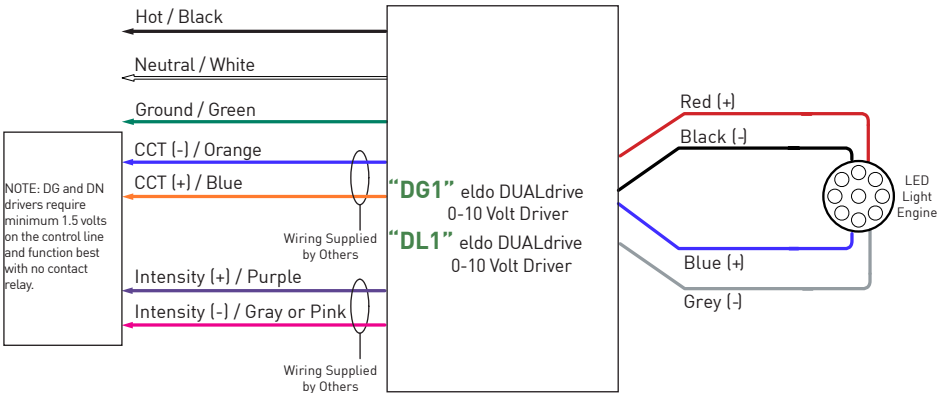 Hot / Black
Neutral / White
Ground / Green
CCT (-) / Orange
CCT (+) / Blue
NOTE: DG and DN
drivers require
minimum 1.5 volts
on the control line
and function best
with no contact
relay.
Wiring Supplied
by Others
Intensity (+) / Purple
Intensity (-) / Gray or Pink
Wiring Supplied
by Others
“DG1” eldo DUALdrive
0-10 Volt Driver
“DL1” eldo DUALdrive
0-10 Volt Driver
Red (+)
Black (-)
Blue (+)
Grey (-)
LED
Light
Engine